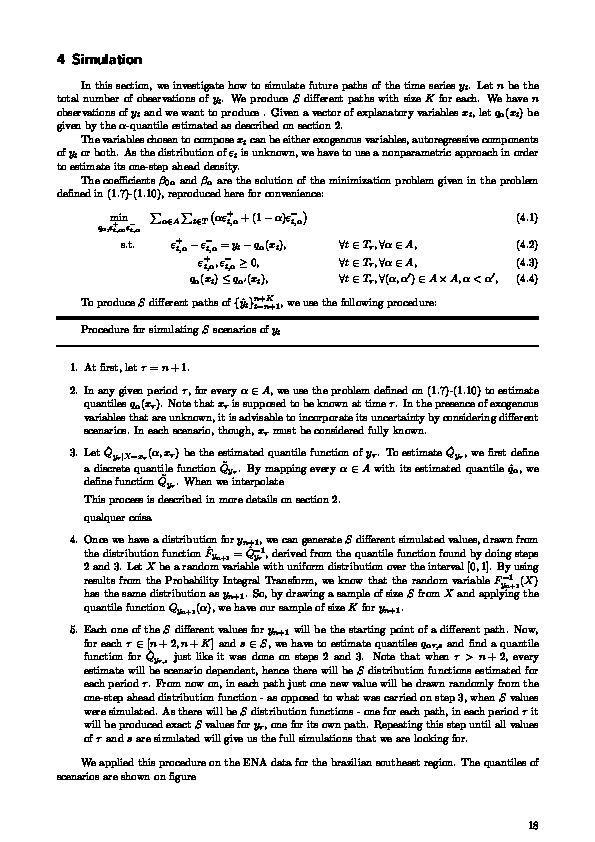 4 Simulation
In this section, we investigate how to simulate future paths of the time series $y_t$. Let $n$ be the
total number of observations of $y_t$. We produce $S$ different paths with size $K$ for each. We have $n$
observations of $y_t$ and we want to produce . Given a vector of explanatory variables $x_t$, let $q_\alpha(x_t)$ be
given by the $\alpha$-quantile estimated as described on section 2.
The variables chosen to compose $x_t$ can be either exogenous variables, autoregressive components
of $y_t$ or both. As the distribution of $\epsilon_t$ is unknown, we have to use a nonparametric approach in order
to estimate its one-step ahead density.
The coefficients $\beta_{0\alpha}$ and $\beta_\alpha$ are the solution of the minimization problem given in the problem
defined in (1.7)-(1.10), reproduced here for convenience:
$\min_{q_\alpha, \epsilon_{t,\alpha}^+, \epsilon_{t,\alpha}^-} \sum_{\alpha \in A} \sum_{t \in T} \left( \alpha \epsilon_{t,\alpha}^+ + (1 - \alpha) \epsilon_{t,\alpha}^- \right)$ (4.1)
s.t. $\epsilon_{t,\alpha}^+ - \epsilon_{t,\alpha}^- = y_t - q_\alpha(x_t), \quad \forall t \in T_\tau, \forall \alpha \in A,$ (4.2)
$\epsilon_{t,\alpha}^+, \epsilon_{t,\alpha}^- \geq 0, \quad \forall t \in T_\tau, \forall \alpha \in A,$ (4.3)
$q_\alpha(x_t) \leq q_{\alpha'}(x_t), \quad \forall t \in T_\tau, \forall (\alpha, \alpha') \in A \times A, \alpha < \alpha',$ (4.4)
To produce $S$ different paths of $\{\hat{y}_t\}_{t=n+1}^{n+K}$, we use the following procedure:
Procedure for simulating $S$ scenarios of $y_t$
1. At first, let $\tau = n + 1$.
2. In any given period $\tau$, for every $\alpha \in A$, we use the problem defined on (1.7)-(1.10) to estimate
quantiles $q_\alpha(x_\tau)$. Note that $x_\tau$ is supposed to be known at time $\tau$. In the presence of exogenous
variables that are unknown, it is advisable to incorporate its uncertainty by considering different
scenarios. In each scenario, though, $x_\tau$ must be considered fully known.
3. Let $\hat{Q}_{y_\tau|X=x_\tau}(\alpha, x_\tau)$ be the estimated quantile function of $y_\tau$. To estimate $\hat{Q}_{y_\tau}$, we first define
a discrete quantile function $\tilde{Q}_{y_\tau}$. By mapping every $\alpha \in A$ with its estimated quantile $\hat{q}_\alpha$, we
define function $\tilde{Q}_{y_\tau}$. When we interpolate
This process is described in more details on section 2.
qualquer coisa
4. Once we have a distribution for $y_{n+1}$, we can generate $S$ different simulated values, drawn from
the distribution function $\hat{F}_{y_{n+1}} = \hat{Q}_{y_\tau}^{-1}$, derived from the quantile function found by doing steps
2 and 3. Let $X$ be a random variable with uniform distribution over the interval $[0, 1]$. By using
results from the Probability Integral Transform, we know that the random variable $F_{y_{n+1}}^{-1}(X)$
has the same distribution as $y_{n+1}$. So, by drawing a sample of size $S$ from $X$ and applying the
quantile function $Q_{y_{n+1}}(\alpha)$, we have our sample of size $K$ for $y_{n+1}$.
5. Each one of the $S$ different values for $y_{n+1}$ will be the starting point of a different path. Now,
for each $\tau \in [n + 2, n + K]$ and $s \in S$, we have to estimate quantiles $q_{\alpha\tau,s}$ and find a quantile
function for $\hat{Q}_{y_{\tau,s}}$ just like it was done on steps 2 and 3. Note that when $\tau > n + 2$, every
estimate will be scenario dependent, hence there will be $S$ distribution functions estimated for
each period $\tau$. From now on, in each path just one new value will be drawn randomly from the
one-step ahead distribution function - as opposed to what was carried on step 3, when $S$ values
were simulated. As there will be $S$ distribution functions - one for each path, in each period $\tau$ it
will be produced exact $S$ values for $y_\tau$, one for its own path. Repeating this step until all values
of $\tau$ and $s$ are simulated will give us the full simulations that we are looking for.
We applied this procedure on the ENA data for the brazilian southeast region. The quantiles of
scenarios are shown on figure
18